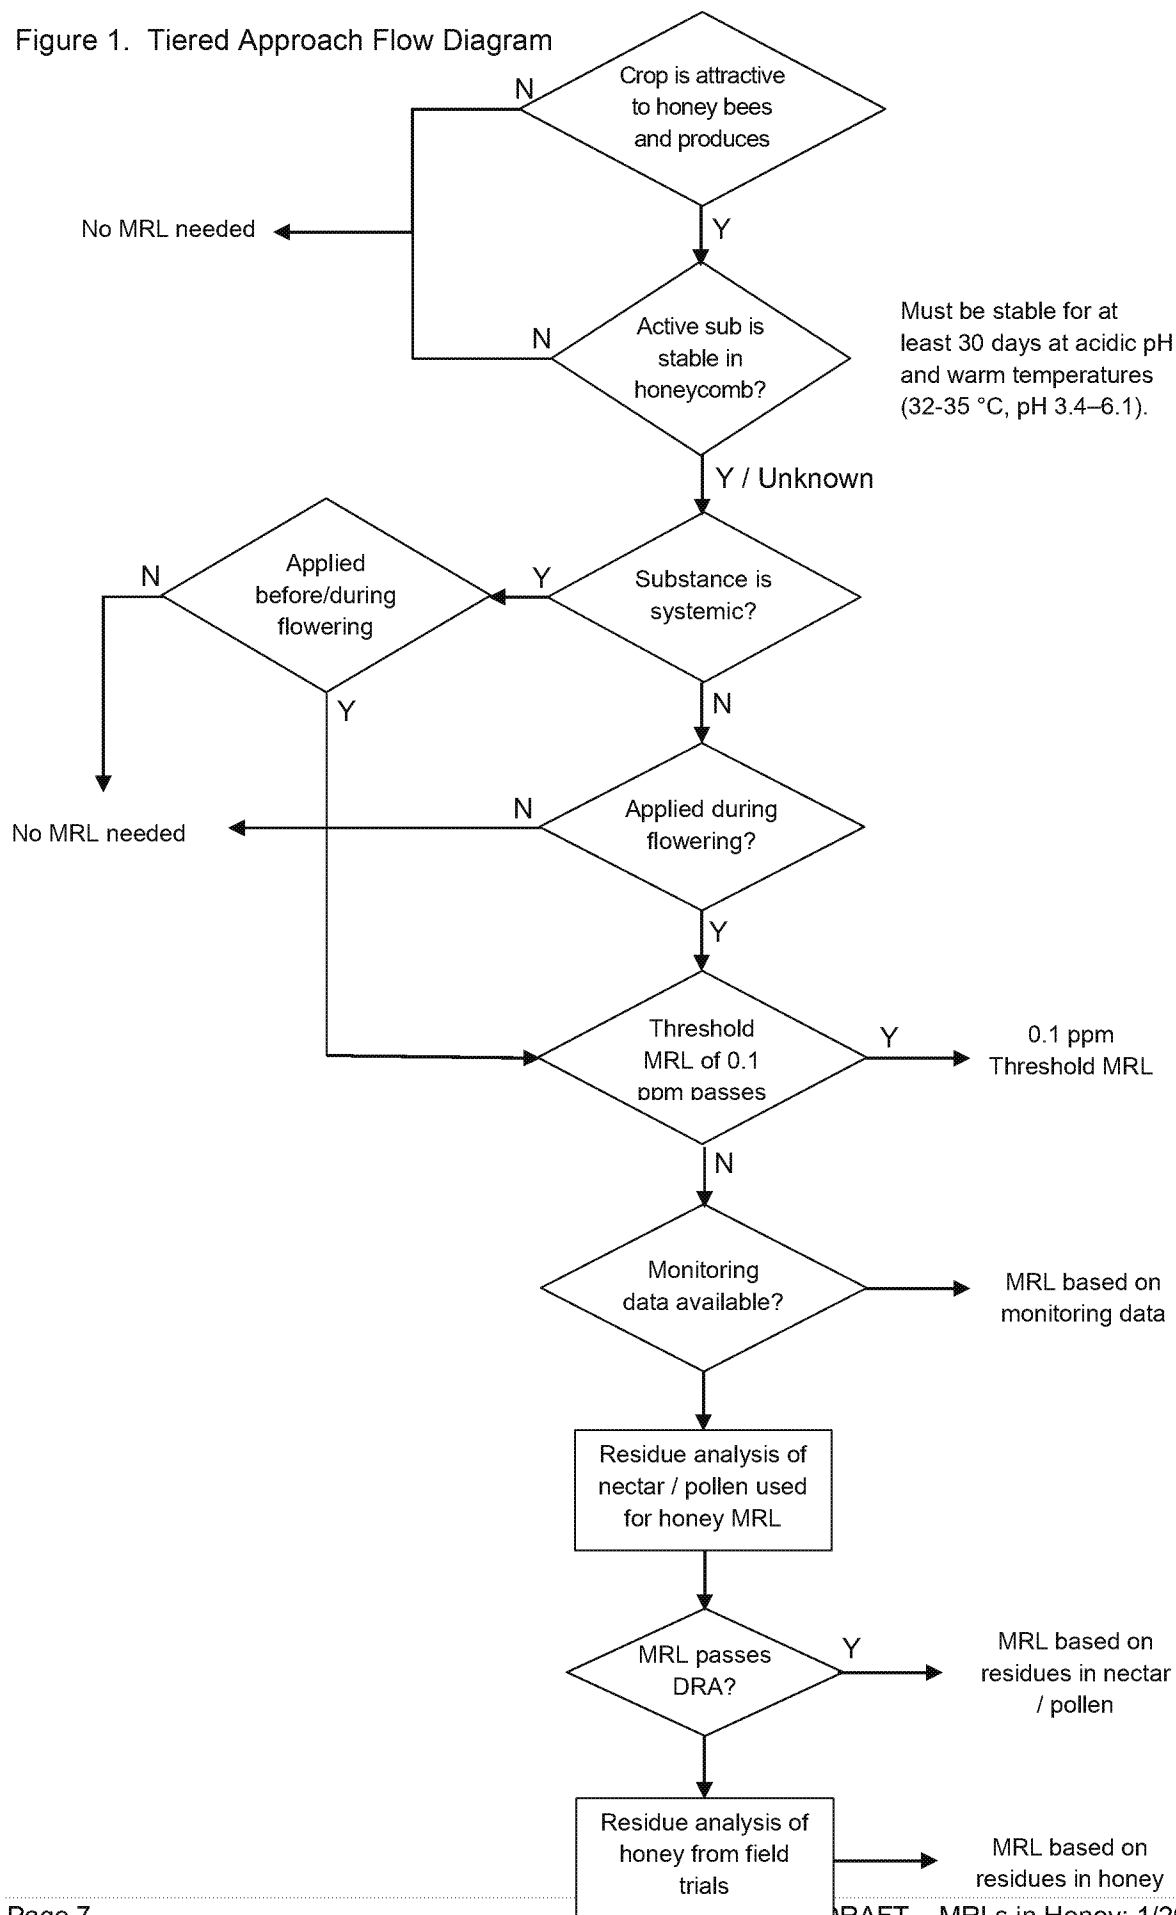 Figure 1. Tiered Approach Flow Diagram
Crop is attractive
to honey bees
and produces
N
Y
No MRL needed
Active sub is
stable in
honeycomb?
N
Must be stable for at
least 30 days at acidic pH
and warm temperatures
(32-35 °C, pH 3.4–6.1).
Y / Unknown
Substance is
systemic?
Y
N
Applied
before/during
flowering
N
Y
Applied during
flowering?
N
No MRL needed
Y
Threshold
MRL of 0.1
ppm passes
Y
0.1 ppm
Threshold MRL
N
Monitoring
data available?
MRL based on
monitoring data
Residue analysis of
nectar / pollen used
for honey MRL
MRL passes
DRA?
Y
MRL based on
residues in nectar
/ pollen
Residue analysis of
honey from field
trials
MRL based on
residues in honey
Page 7
MRLs in Honey: 1/2